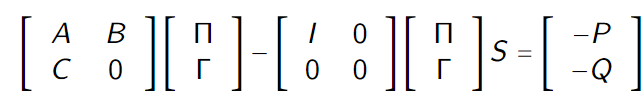 [ A B ; C 0 ] [ Π ; Γ ] − [ I 0 ; 0 0 ] [ Π ; Γ ] S = [ −P ; −Q ]